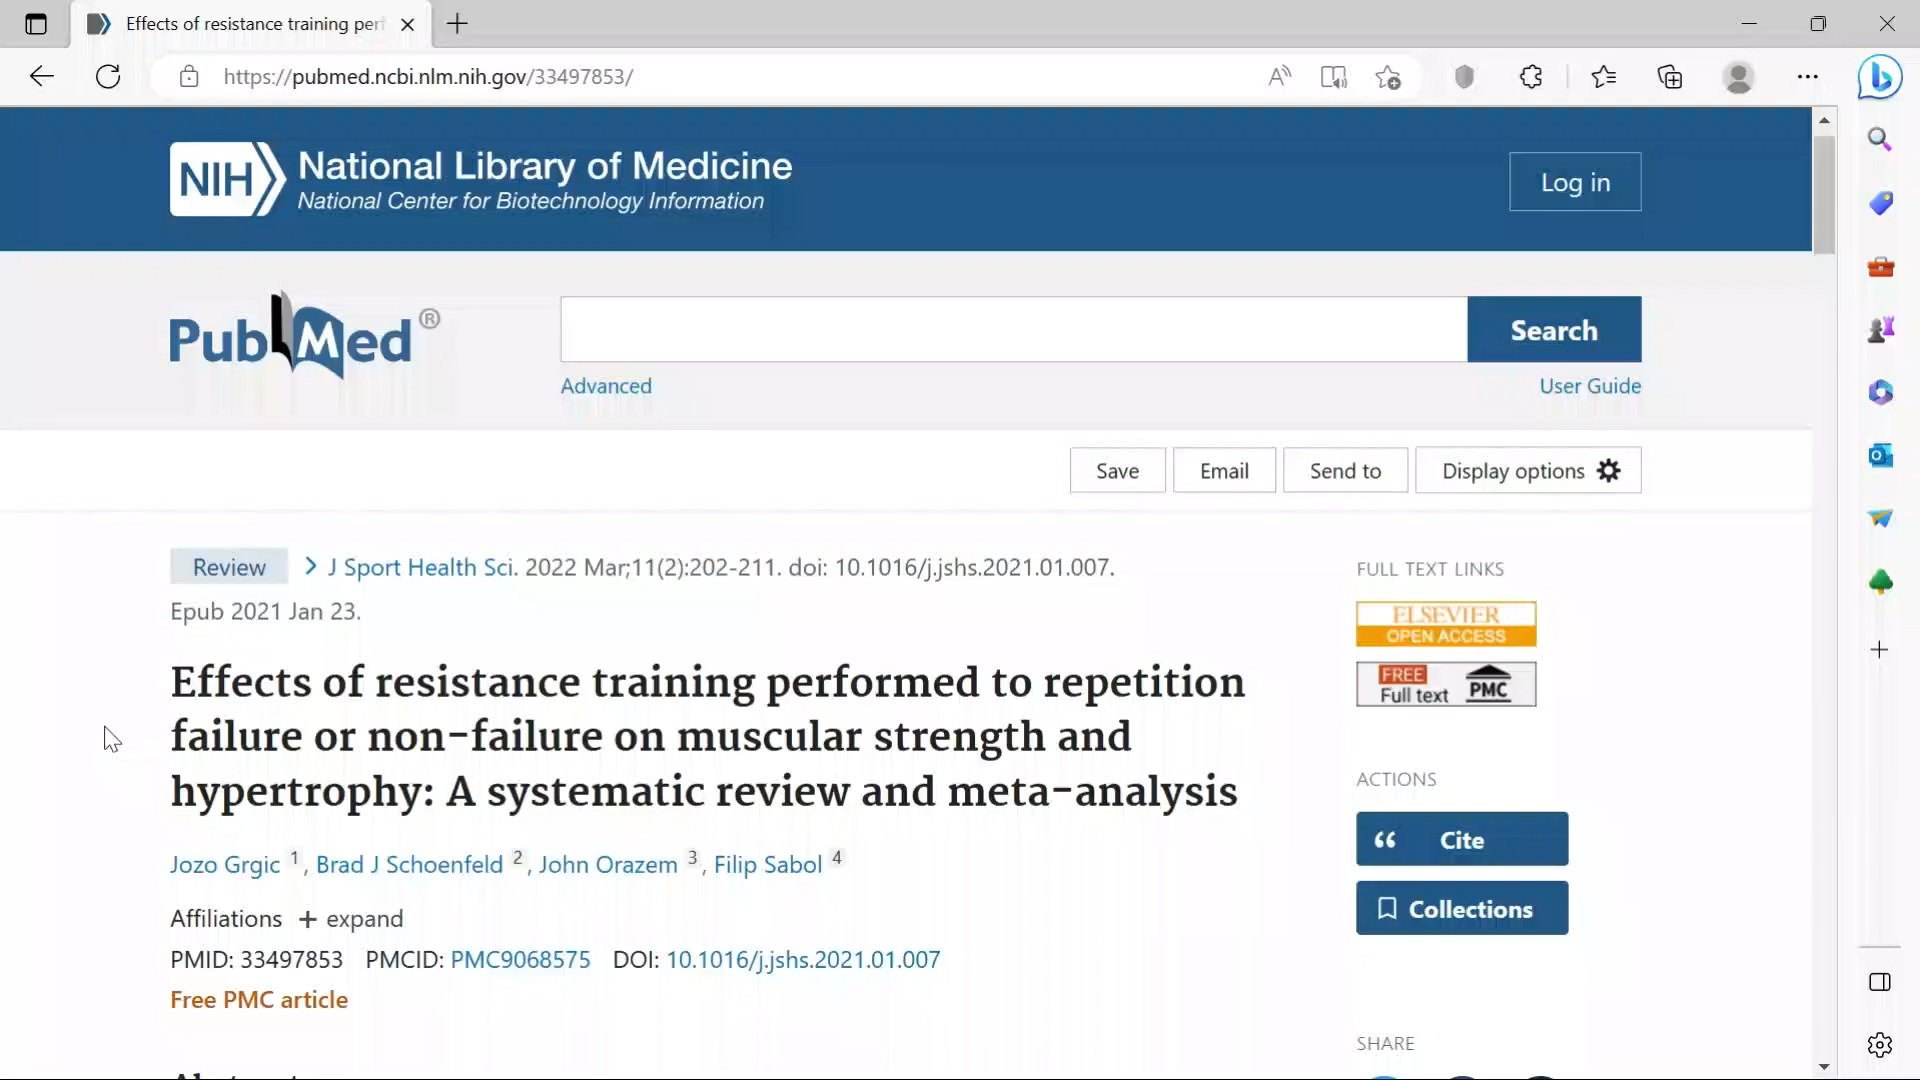 Effects of resistance training perf
https://pubmed.ncbi.nlm.nih.gov/33497853/
NIH National Library of Medicine
National Center for Biotechnology Information
Log in
PubMed®
Search
Advanced
User Guide
Save Email Send to Display options
Review > J Sport Health Sci. 2022 Mar;11(2):202-211. doi: 10.1016/j.jshs.2021.01.007.
Epub 2021 Jan 23.
Effects of resistance training performed to repetition
failure or non-failure on muscular strength and
hypertrophy: A systematic review and meta-analysis
Jozo Grgic 1, Brad J Schoenfeld 2, John Orazem 3, Filip Sabol 4
Affiliations + expand
PMID: 33497853 PMCID: PMC9068575 DOI: 10.1016/j.jshs.2021.01.007
Free PMC article
FULL TEXT LINKS
ELSEVIER
OPEN ACCESS
FREE
Full text PMC
ACTIONS
Cite
Collections
SHARE